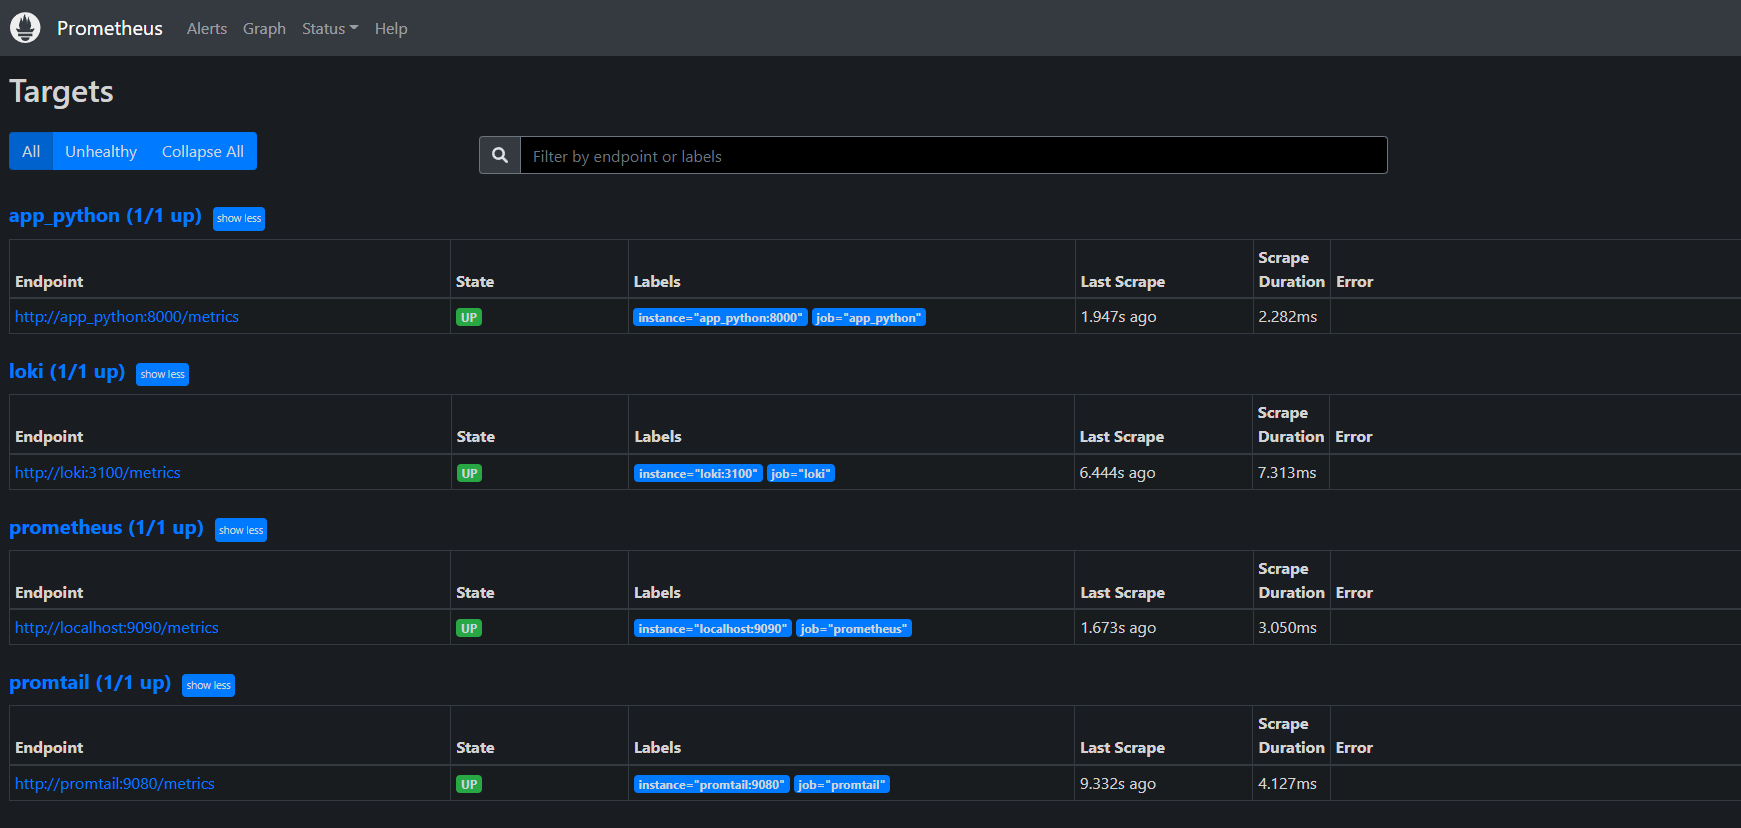 Prometheus Alerts Graph Status Help
Targets
All Unhealthy Collapse All
Filter by endpoint or labels
app_python (1/1 up) show less
Endpoint State Labels Last Scrape Scrape Duration Error
http://app_python:8000/metrics UP instance="app_python:8000" job="app_python" 1.947s ago 2.282ms
loki (1/1 up) show less
Endpoint State Labels Last Scrape Scrape Duration Error
http://loki:3100/metrics UP instance="loki:3100" job="loki" 6.444s ago 7.313ms
prometheus (1/1 up) show less
Endpoint State Labels Last Scrape Scrape Duration Error
http://localhost:9090/metrics UP instance="localhost:9090" job="prometheus" 1.673s ago 3.050ms
promtail (1/1 up) show less
Endpoint State Labels Last Scrape Scrape Duration Error
http://promtail:9080/metrics UP instance="promtail:9080" job="promtail" 9.332s ago 4.127ms